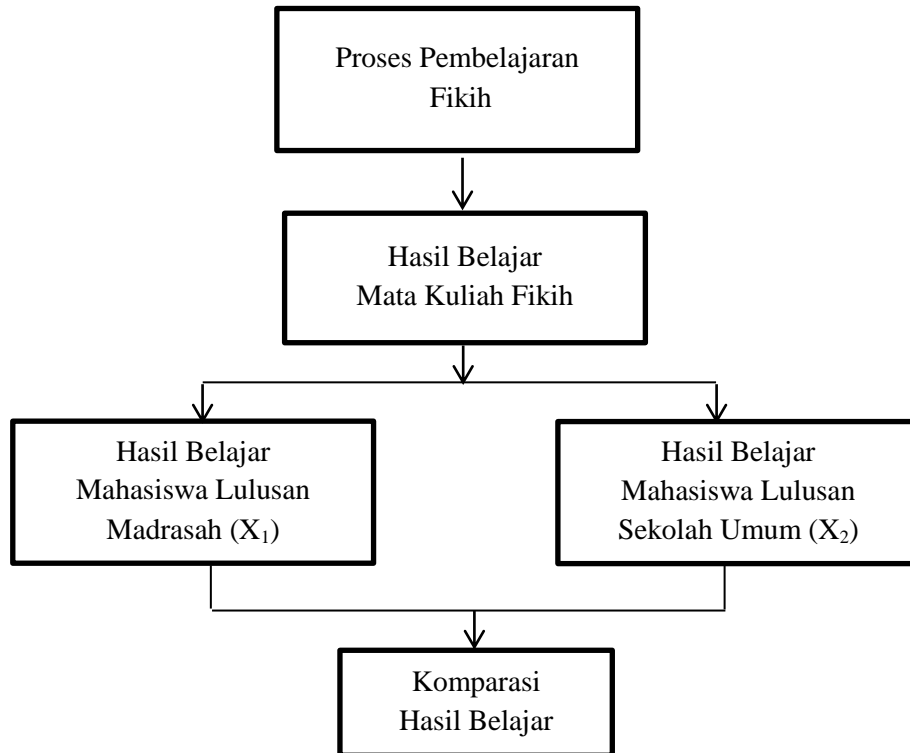 Proses Pembelajaran
Fikih
Hasil Belajar
Mata Kuliah Fikih
Hasil Belajar
Mahasiswa Lulusan
Madrasah (X₁)
Hasil Belajar
Mahasiswa Lulusan
Sekolah Umum (X₂)
Komparasi
Hasil Belajar